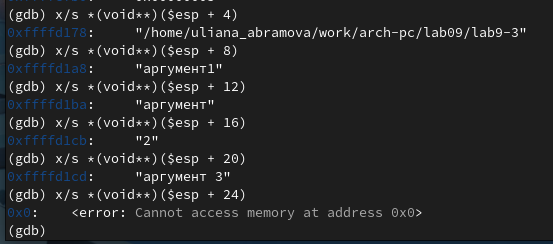 (gdb) x/s *(void**)($esp + 4)
0xffffd178:     "/home/uliana_abramova/work/arch-pc/lab09/lab9-3"
(gdb) x/s *(void**)($esp + 8)
0xffffd1a8:     "аргумент1"
(gdb) x/s *(void**)($esp + 12)
0xffffd1ba:     "аргумент"
(gdb) x/s *(void**)($esp + 16)
0xffffd1cb:     "2"
(gdb) x/s *(void**)($esp + 20)
0xffffd1cd:     "аргумент 3"
(gdb) x/s *(void**)($esp + 24)
0x0:    <error: Cannot access memory at address 0x0>
(gdb)